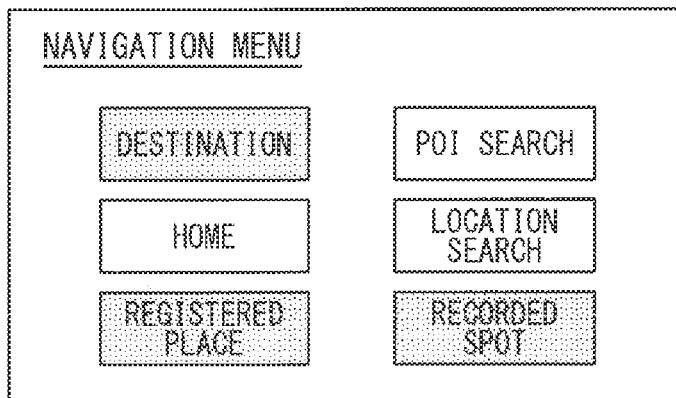 NAVIGATION MENU
DESTINATION
POI SEARCH
HOME
LOCATION
SEARCH
REGISTERED
PLACE
RECORDED
SPOT